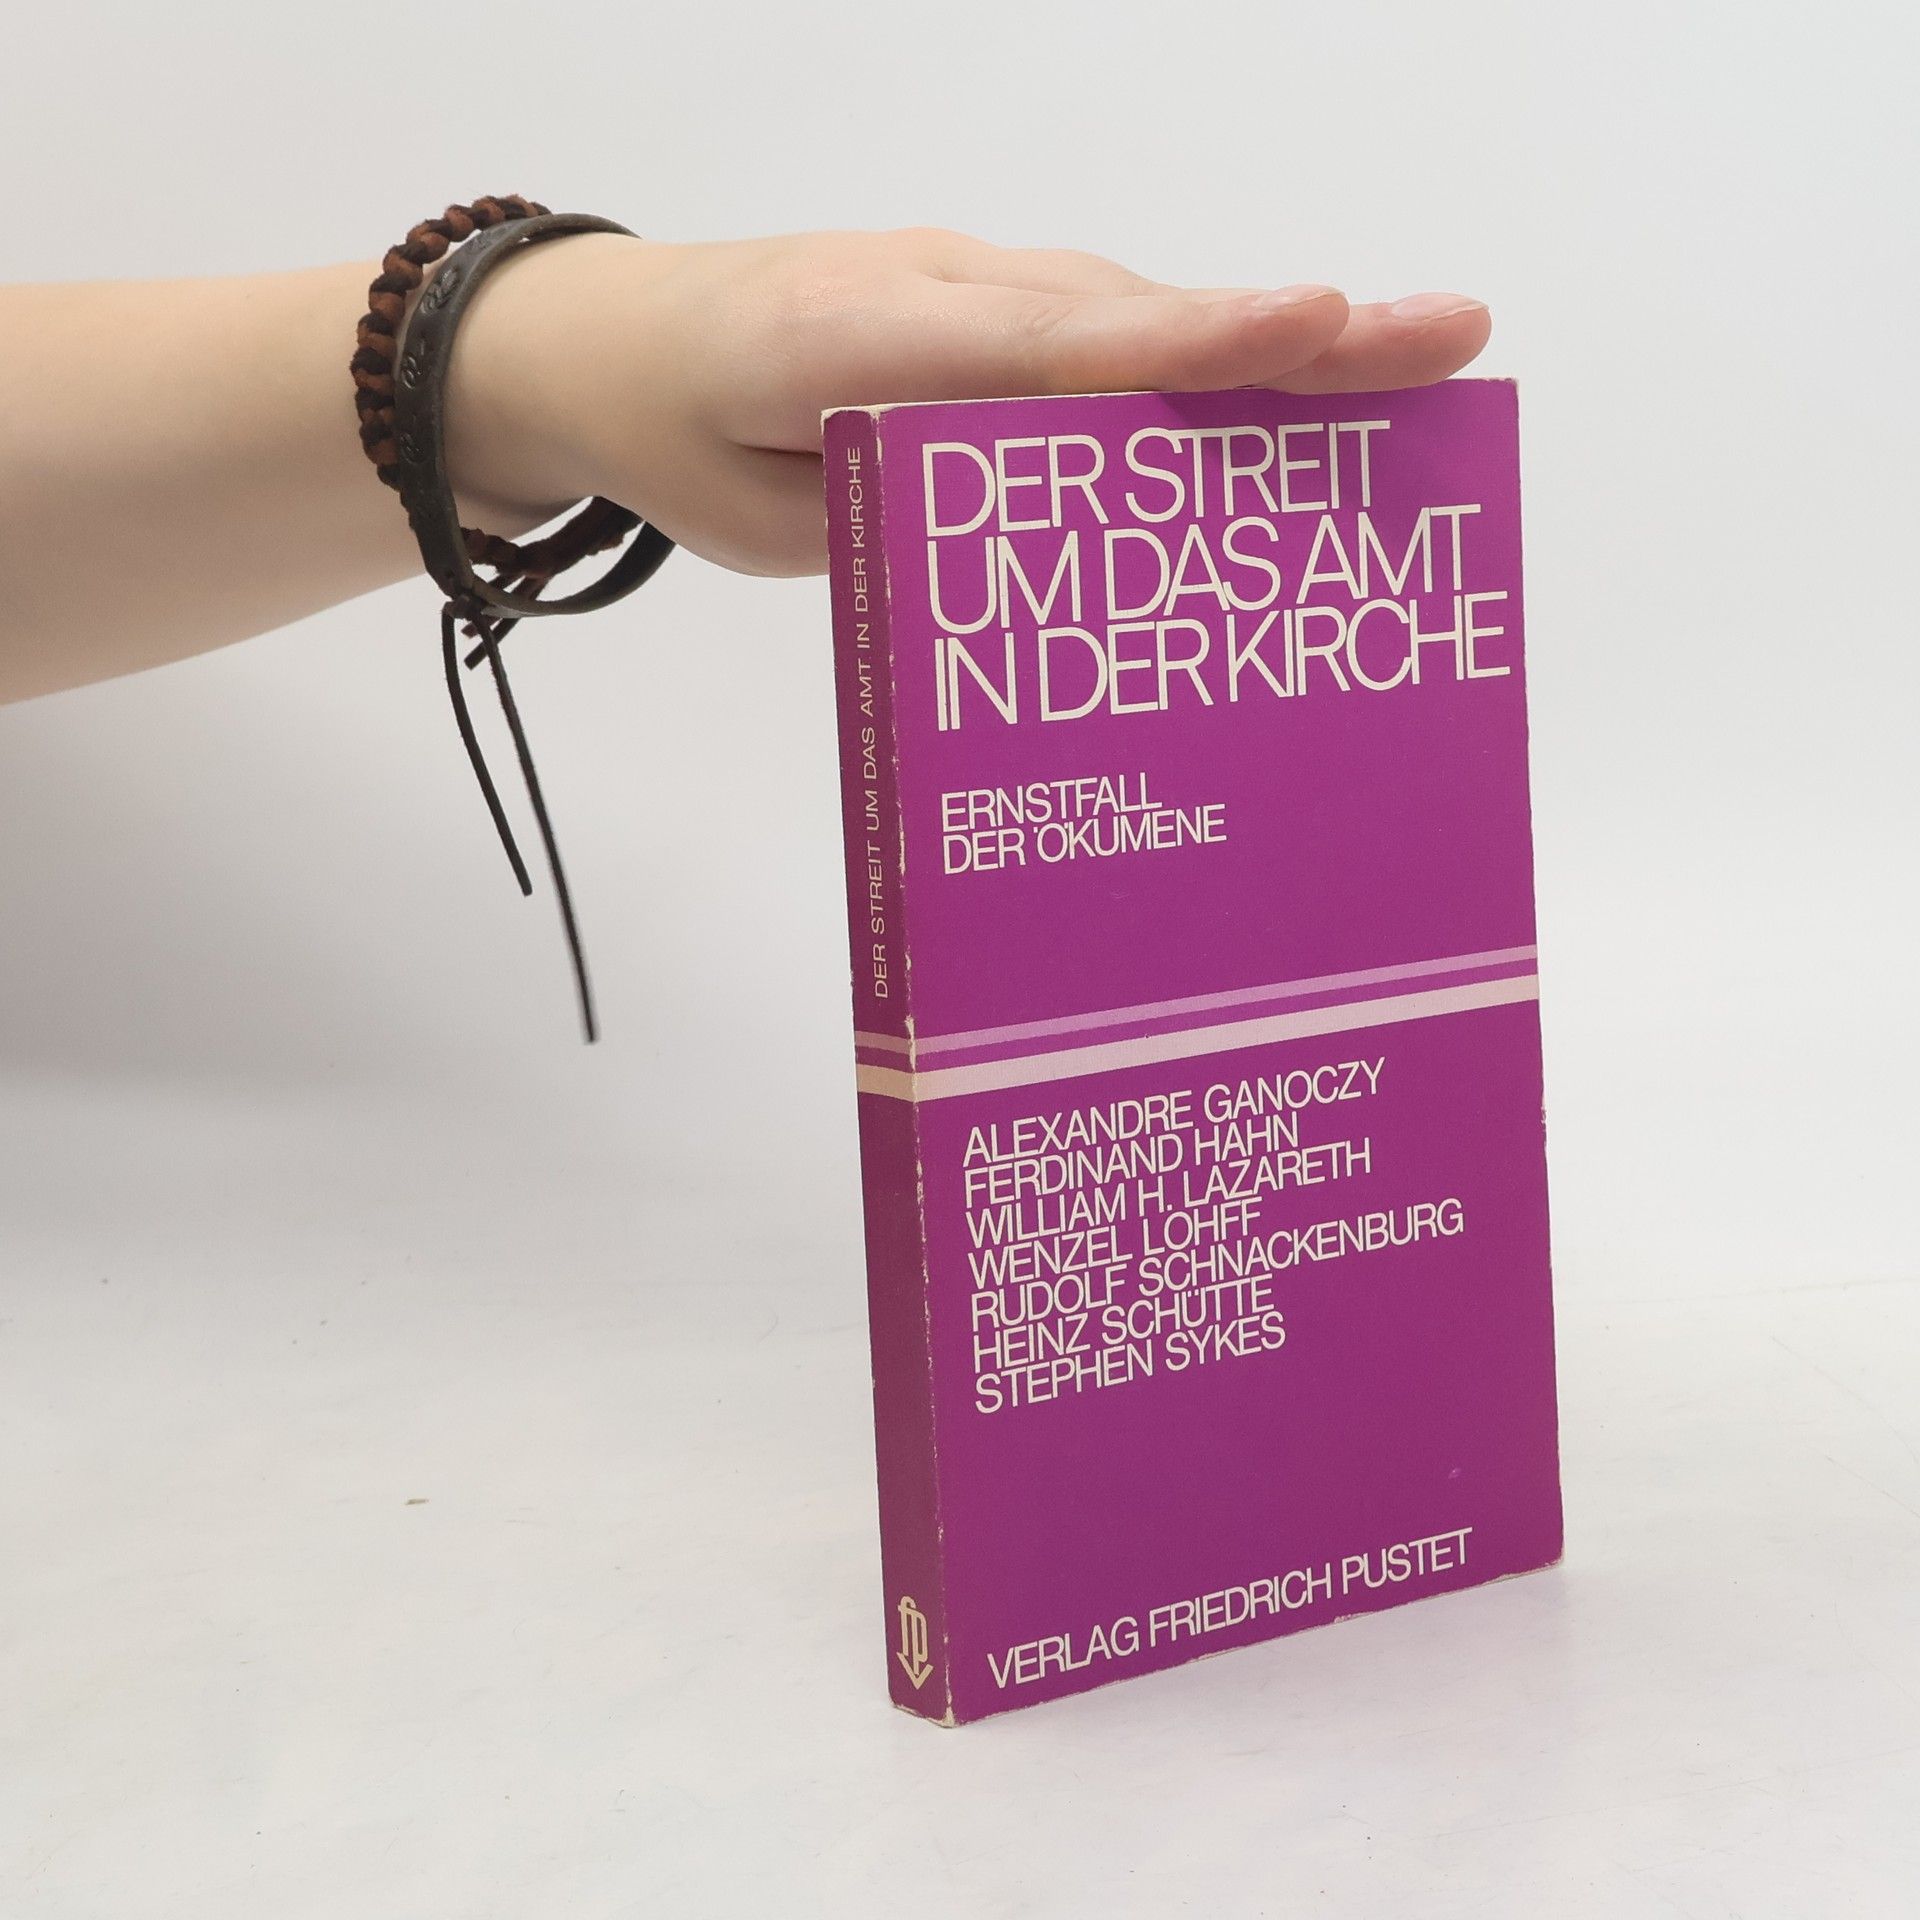 DER STREIT UM DAS AMT IN DER KIRCHE
fp
DER STREIT
UM DAS AMT
IN DER KIRCHE
ERNSTFALL
DER ÖKUMENE
ALEXANDRE GANOCZY
FERDINAND HAHN
WILLIAM H. LAZARETH
WENZEL LOHFF
RUDOLF SCHNACKENBURG
HEINZ SCHÜTTE
STEPHEN SYKES
VERLAG FRIEDRICH PUSTET